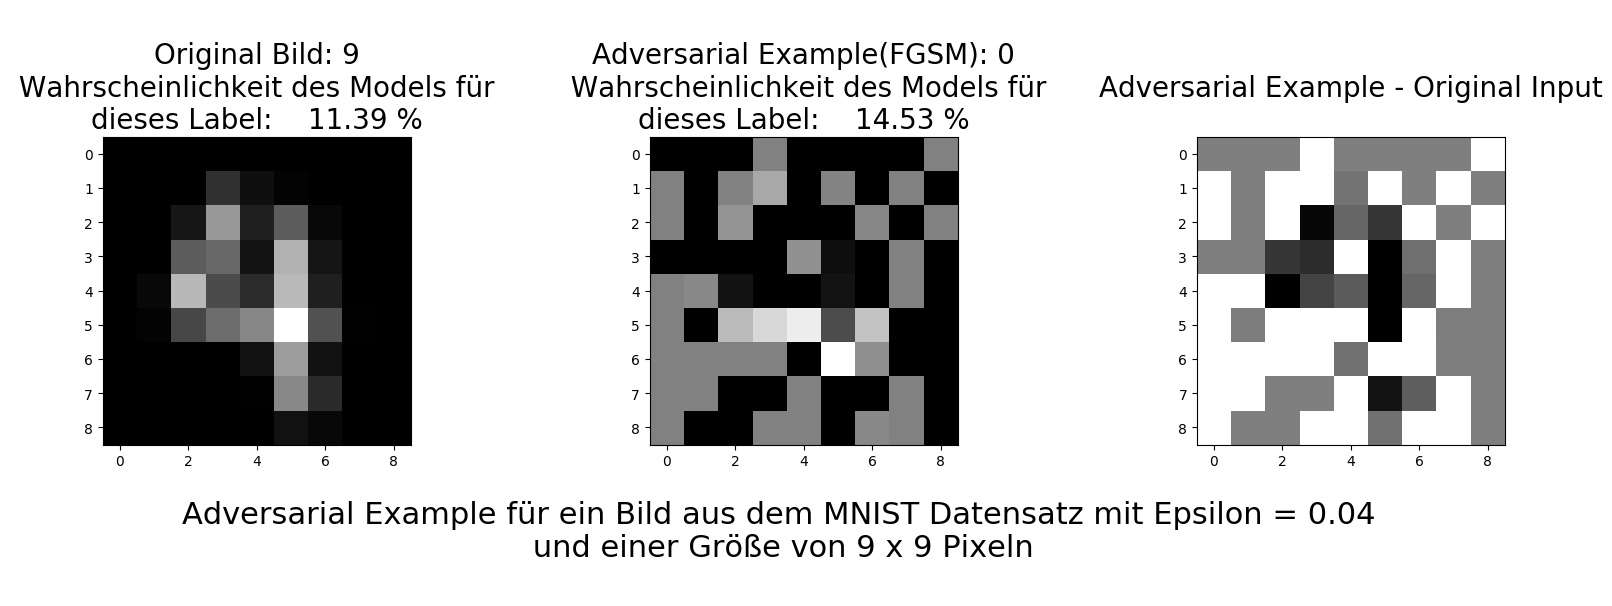 Original Bild: 9
Wahrscheinlichkeit des Models für
dieses Label: 11.39 %
0
1
2
3
4
5
6
7
8
0 2 4 6 8
Adversarial Example(FGSM): 0
Wahrscheinlichkeit des Models für
dieses Label: 14.53 %
0
1
2
3
4
5
6
7
8
0 2 4 6 8
Adversarial Example - Original Input
0
1
2
3
4
5
6
7
8
0 2 4 6 8
Adversarial Example für ein Bild aus dem MNIST Datensatz mit Epsilon = 0.04
und einer Größe von 9 x 9 Pixeln